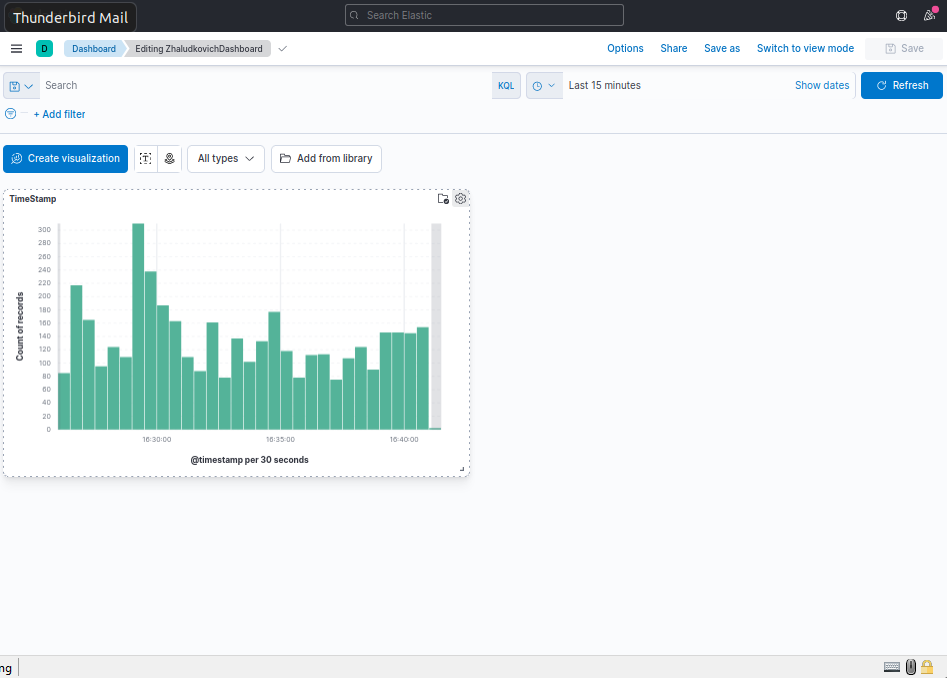 Thunderbird Mail
Search Elastic
D Dashboard Editing ZhaludkovichDashboard
Options Share Save as Switch to view mode Save
Search KQL Last 15 minutes Show dates Refresh
+ Add filter
Create visualization All types Add from library
TimeStamp
300
280
260
240
220
200
180
160
140
120
100
80
60
40
20
0
Count of records
16:30:00 16:35:00 16:40:00
@timestamp per 30 seconds
ng